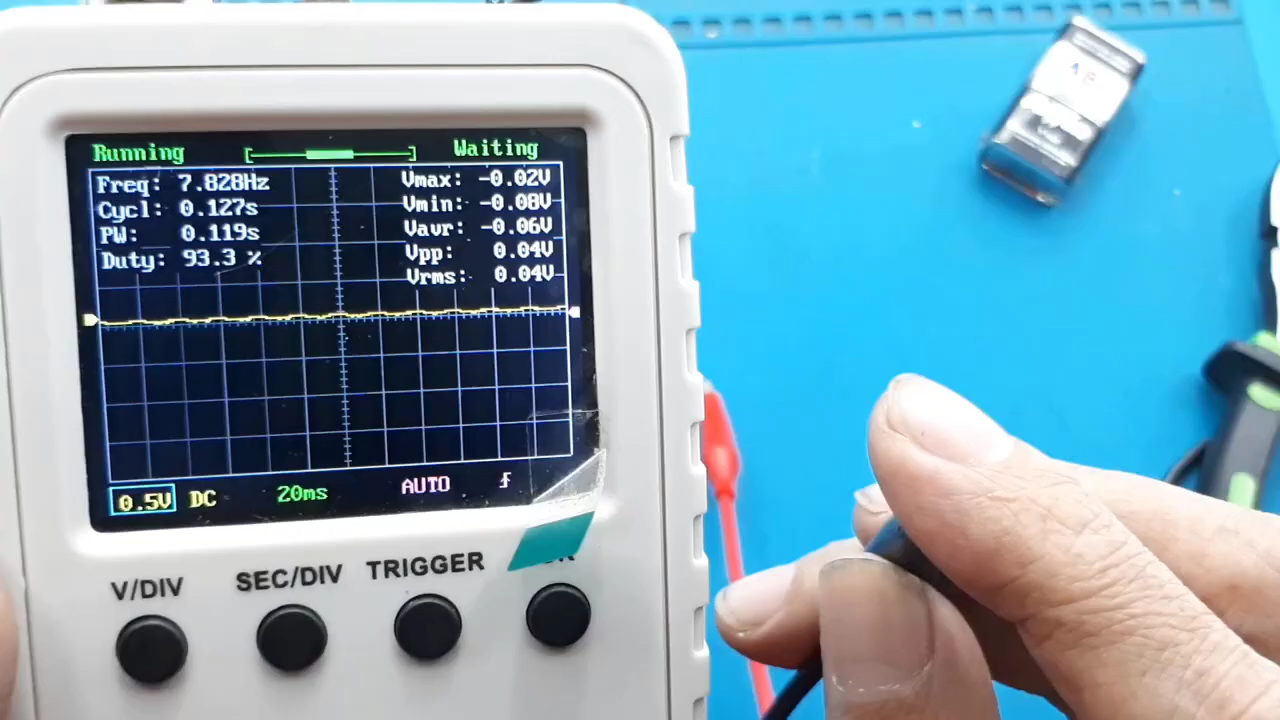 Running Waiting
Freq: 7.828Hz Vmax: -0.02V
Cycl: 0.127s Vmin: -0.08V
PW: 0.119s Vavr: -0.06V
Duty: 93.3 % Vpp: 0.04V
Vrms: 0.04V
0.5V DC 20ms AUTO
V/DIV SEC/DIV TRIGGER